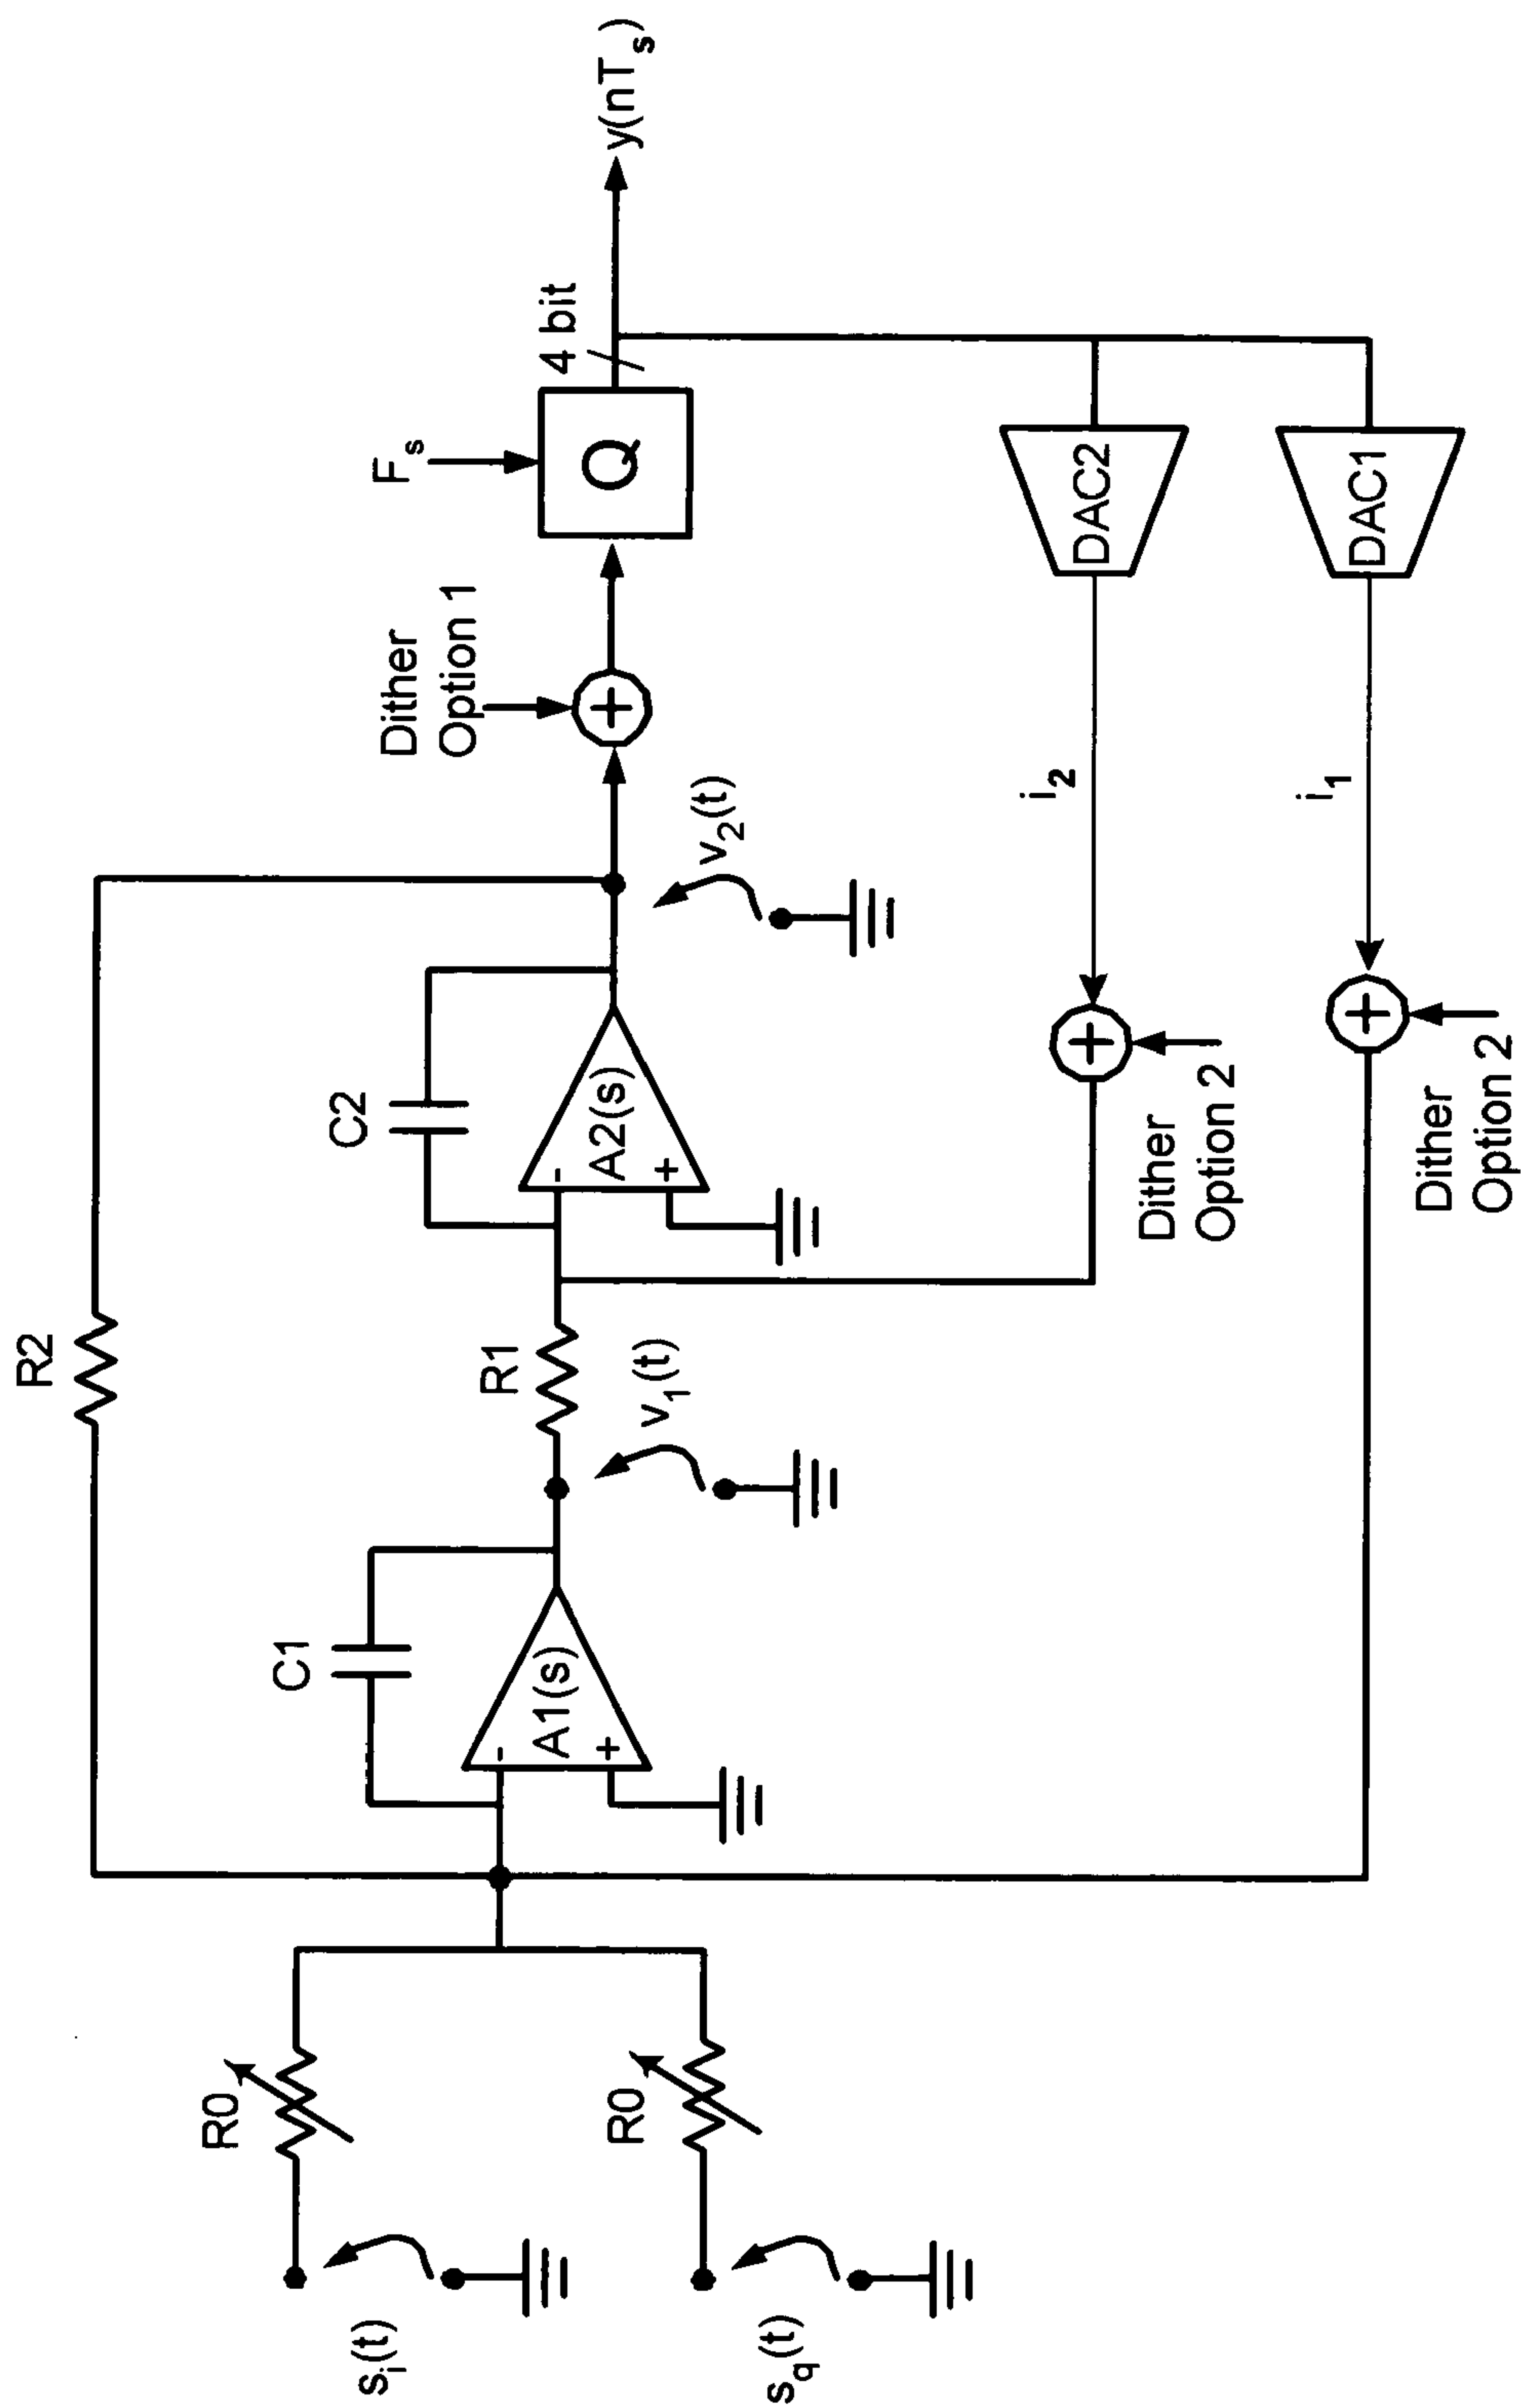 R2
C1
C2
R0
s_i(t)
A1(s)
-
+
v_1(t)
R1
A2(s)
-
+
v_2(t)
Dither
Option 1
+
F_s
Q
4 bit
y(nT_s)
R0
s_q(t)
Dither
Option 2
+
i_2
DAC2
Dither
Option 2
+
i_1
DAC1